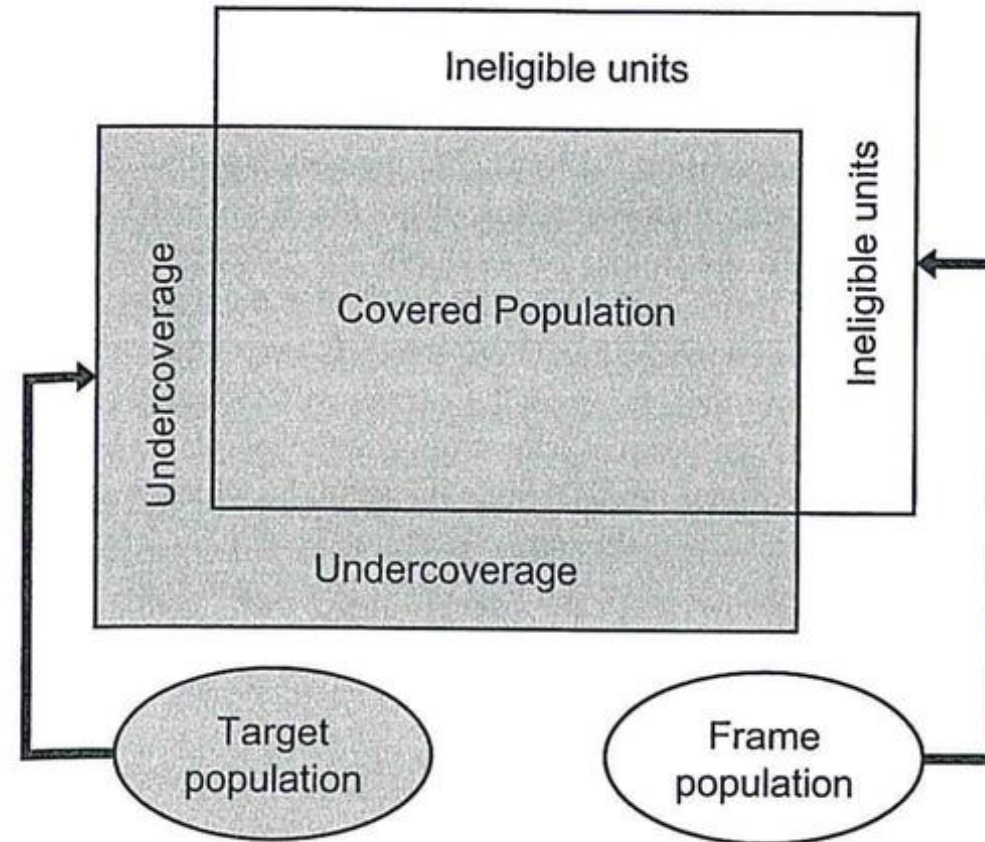 Ineligible units
Ineligible units
Undercoverage
Covered Population
Undercoverage
Target
population
Frame
population